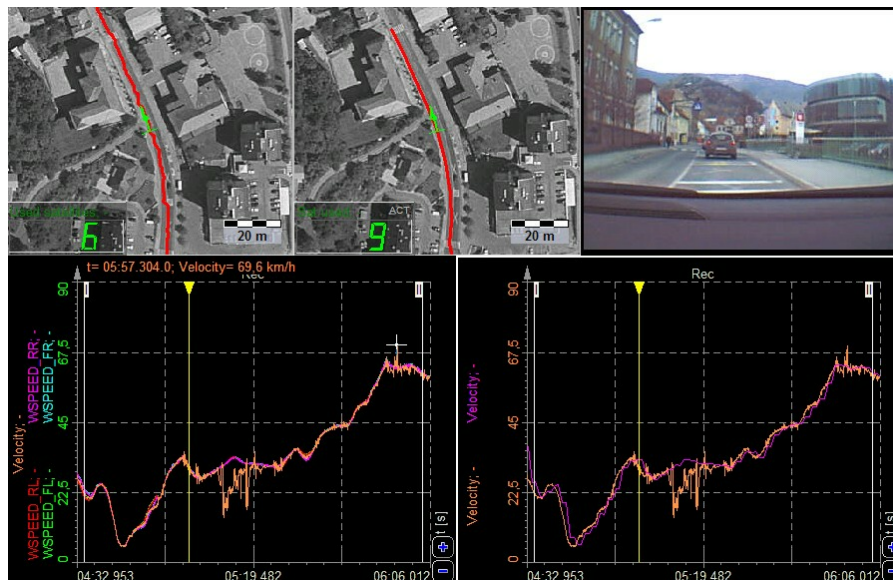 6
20 m
ACT
9
20 m
t= 05:57.304.0; Velocity= 69,6 km/h
Rec
90
67,5
45
22,5
0
Velocity; -
WSPEED_RR; -
WSPEED_FR; -
WSPEED_RL; -
WSPEED_FL; -
t [s]
04:32 953
05:19.482
06:06 012
Rec
90
67,5
45
22,5
0
Velocity; -
Velocity; -
t [s]
04:32 953
05:19.482
06:06 012